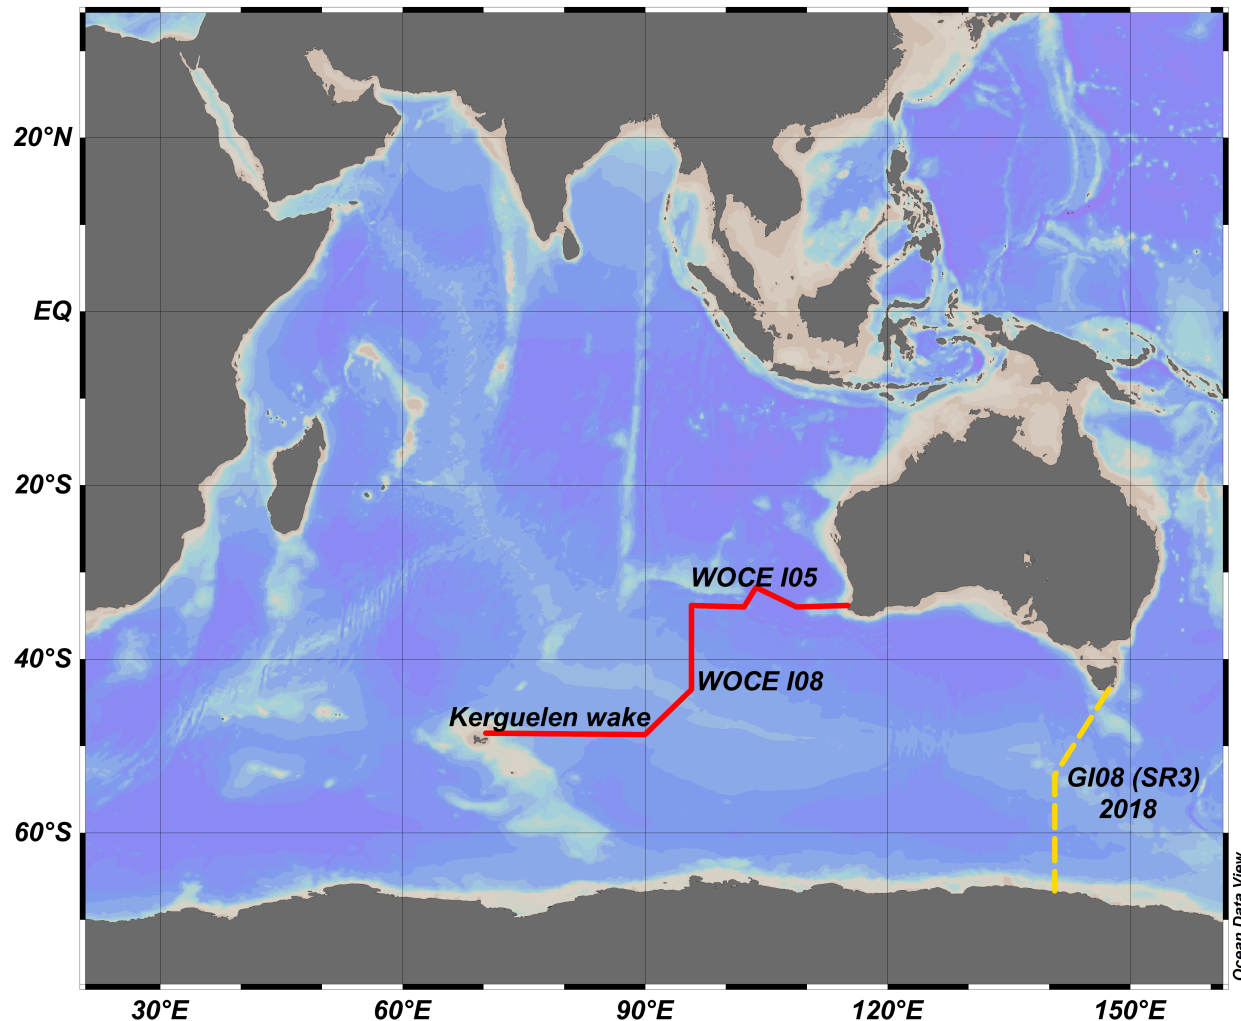 20°N
EQ
20°S
40°S
60°S
WOCE I05
WOCE I08
Kerguelen wake
GI08 (SR3)
2018
Ocean Data View
30°E
60°E
90°E
120°E
150°E